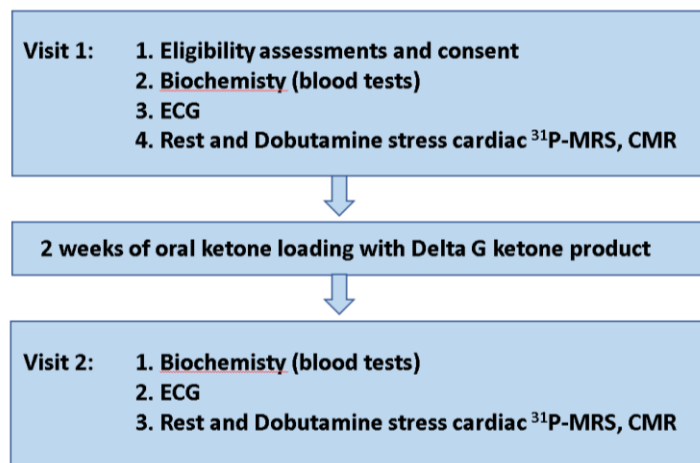 Visit 1: 1. Eligibility assessments and consent
2. Biochemisty (blood tests)
3. ECG
4. Rest and Dobutamine stress cardiac ³¹P-MRS, CMR
2 weeks of oral ketone loading with Delta G ketone product
Visit 2: 1. Biochemisty (blood tests)
2. ECG
3. Rest and Dobutamine stress cardiac ³¹P-MRS, CMR